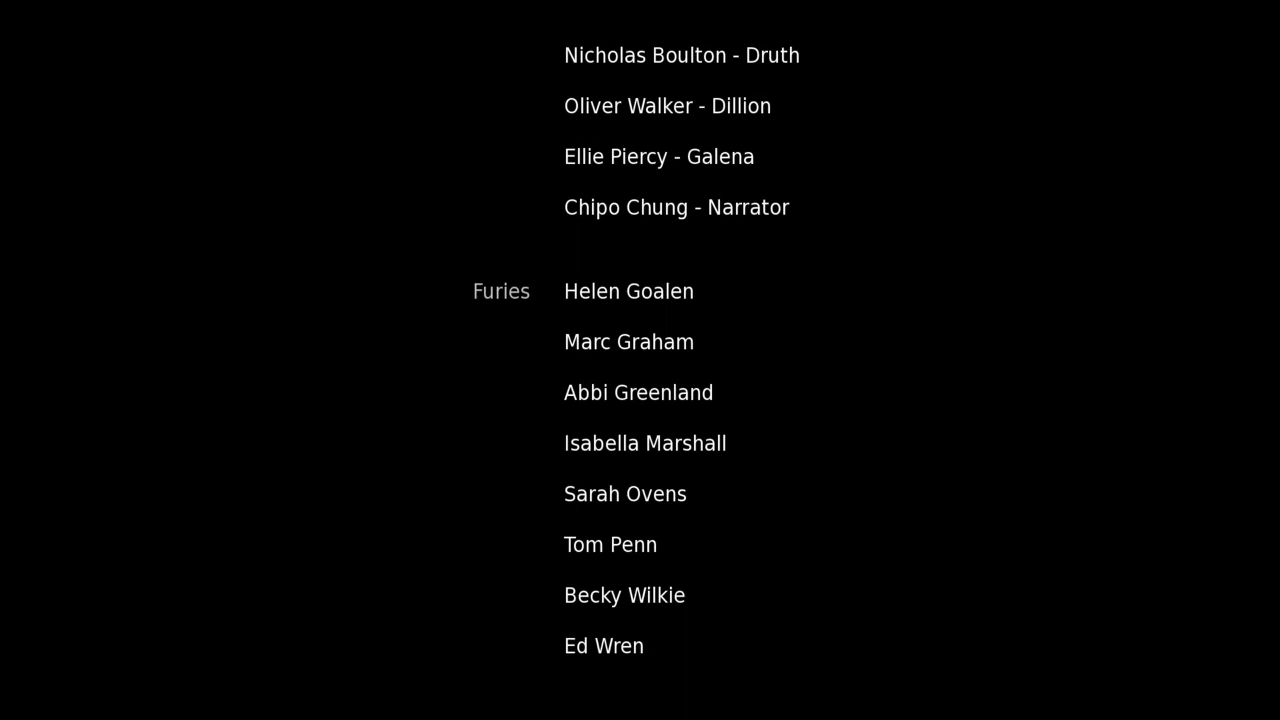 Nicholas Boulton - Druth
Oliver Walker - Dillion
Ellie Piercy - Galena
Chipo Chung - Narrator
Furies Helen Goalen
Marc Graham
Abbi Greenland
Isabella Marshall
Sarah Ovens
Tom Penn
Becky Wilkie
Ed Wren